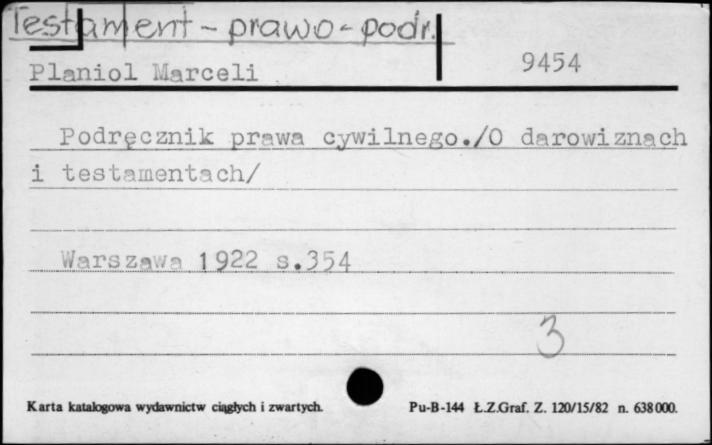 Testament - prawo - podr.
Planiol Marceli 9454
Podręcznik prawa cywilnego./O darowiznach
i testamentach/
Warszawa 1922 s.354
3
Karta katalogowa wydawnictw ciągłych i zwartych. Pu-B-144 Ł.Z.Graf. Z. 120/15/82 n. 638000.